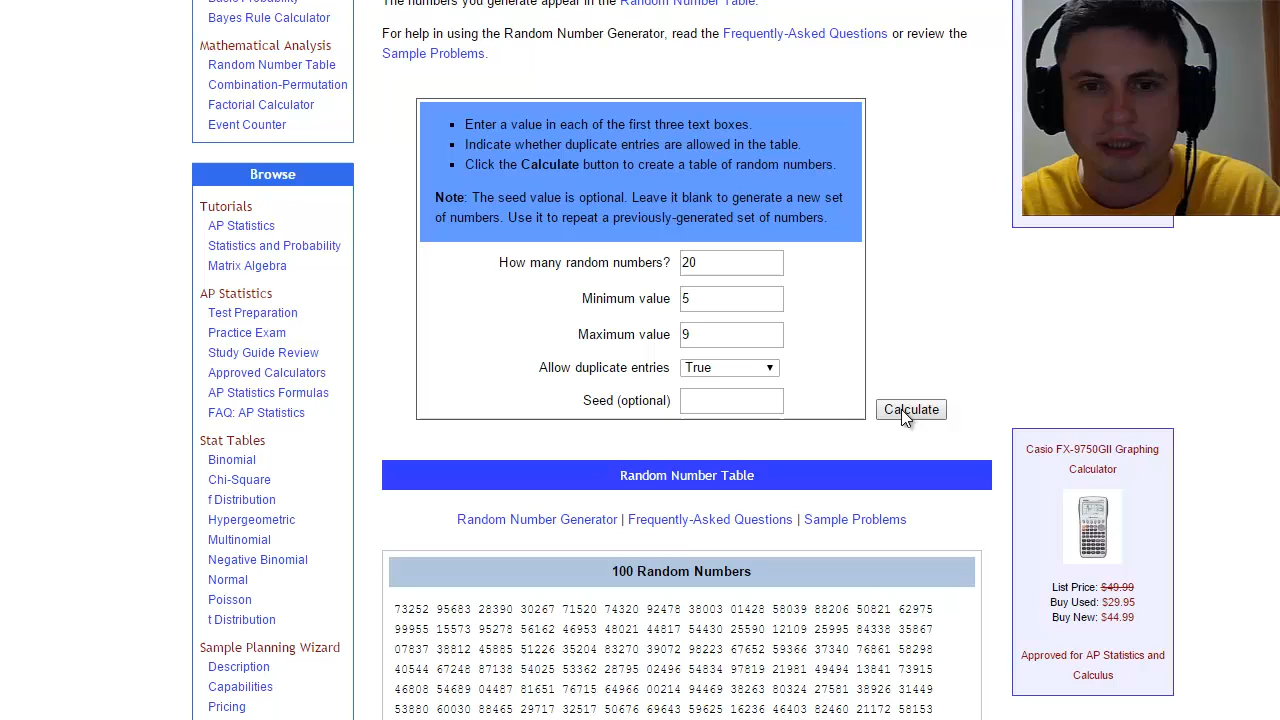 Basic Probability
Bayes Rule Calculator
Mathematical Analysis
Random Number Table
Combination-Permutation
Factorial Calculator
Event Counter
Browse
Tutorials
AP Statistics
Statistics and Probability
Matrix Algebra
AP Statistics
Test Preparation
Practice Exam
Study Guide Review
Approved Calculators
AP Statistics Formulas
FAQ: AP Statistics
Stat Tables
Binomial
Chi-Square
f Distribution
Hypergeometric
Multinomial
Negative Binomial
Normal
Poisson
t Distribution
Sample Planning Wizard
Description
Capabilities
Pricing
The numbers you generate appear in the Random Number Table.
For help in using the Random Number Generator, read the Frequently-Asked Questions or review the
Sample Problems.
Enter a value in each of the first three text boxes.
Indicate whether duplicate entries are allowed in the table.
Click the Calculate button to create a table of random numbers.
Note: The seed value is optional. Leave it blank to generate a new set
of numbers. Use it to repeat a previously-generated set of numbers.
How many random numbers? 20
Minimum value 5
Maximum value 9
Allow duplicate entries True
Seed (optional)
Calculate
Random Number Table
Random Number Generator | Frequently-Asked Questions | Sample Problems
100 Random Numbers
73252 95683 28390 30267 71520 74320 92478 38003 01428 58039 88206 50821 62975
99955 15573 95278 56162 46953 48021 44817 54430 25590 12109 25995 84338 35867
07837 38812 45885 51226 35204 83270 39072 98223 67652 59366 37340 76861 58298
40544 67248 87138 54025 53362 28795 02496 54834 97819 21981 49494 13841 73915
46808 54689 04487 81651 76715 64966 00214 94469 38263 80324 27581 38926 31449
53880 60030 88465 29717 32517 50676 69643 59625 16236 46403 82460 21172 58153
Casio FX-9750GII Graphing
Calculator
List Price: $49.99
Buy Used: $29.95
Buy New: $44.99
Approved for AP Statistics and
Calculus